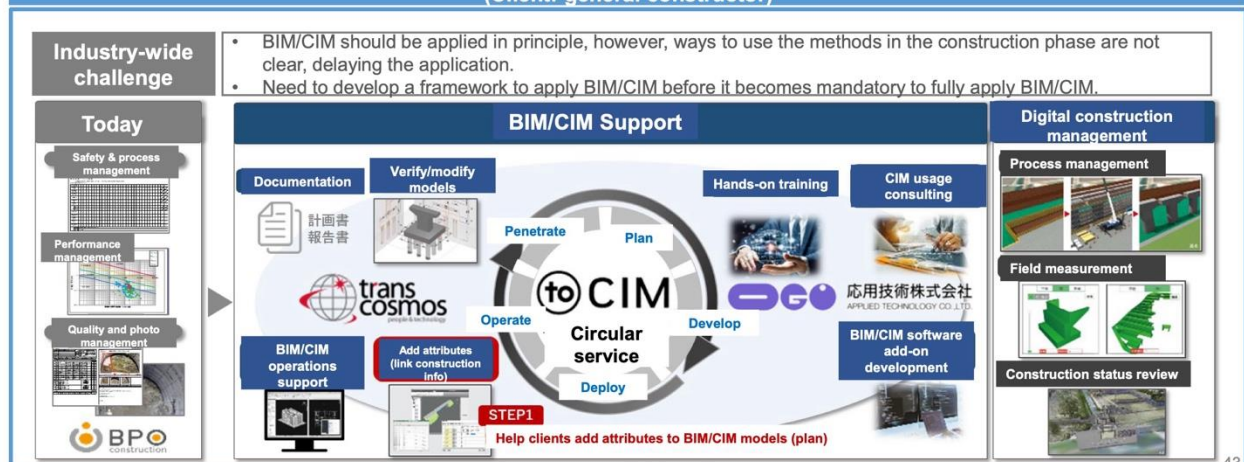 (Client: general constructor)
Industry-wide
challenge
• BIM/CIM should be applied in principle, however, ways to use the methods in the construction phase are not
clear, delaying the application.
• Need to develop a framework to apply BIM/CIM before it becomes mandatory to fully apply BIM/CIM.
Today
Safety & process
management
Performance
management
Quality and photo
management
BPO
construction
BIM/CIM Support
Documentation
計画書
報告書
Verify/modify
models
Hands-on training
CIM usage
consulting
Penetrate
Plan
trans
cosmos
people & technology
to CIM
Circular
service
OGI
応用技術株式会社
APPLIED TECHNOLOGY CO.,LTD.
Operate
Develop
Deploy
BIM/CIM
operations
support
Add attributes
(link construction
info)
BIM/CIM software
add-on
development
STEP1
Help clients add attributes to BIM/CIM models (plan)
Digital construction
management
Process management
Field measurement
Construction status review
43